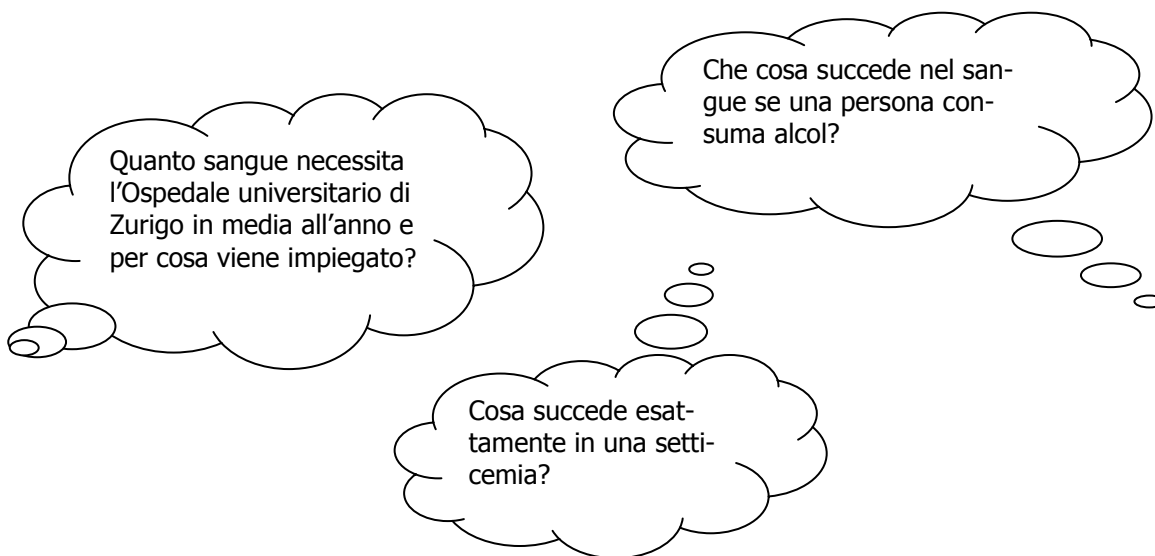 Quanto sangue necessita
l'Ospedale universitario di
Zurigo in media all'anno e
per cosa viene impiegato?
Che cosa succede nel san-
gue se una persona con-
suma alcol?
Cosa succede esat-
tamente in una setti-
cemia?